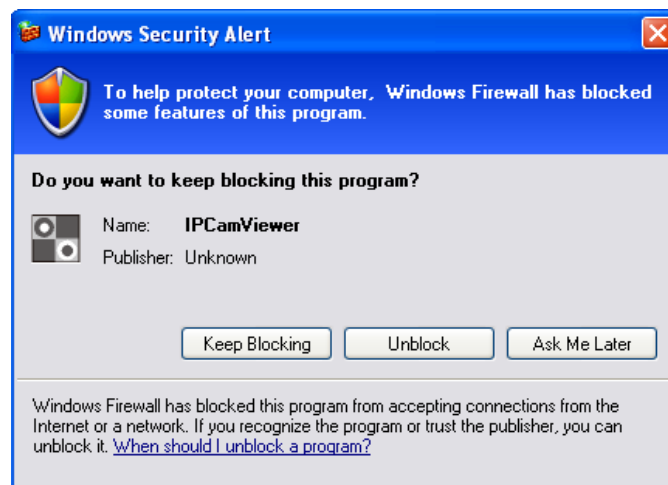 Windows Security Alert
To help protect your computer, Windows Firewall has blocked
some features of this program.
Do you want to keep blocking this program?
Name: IPCamViewer
Publisher: Unknown
Keep Blocking Unblock Ask Me Later
Windows Firewall has blocked this program from accepting connections from the
Internet or a network. If you recognize the program or trust the publisher, you can
unblock it. When should I unblock a program?